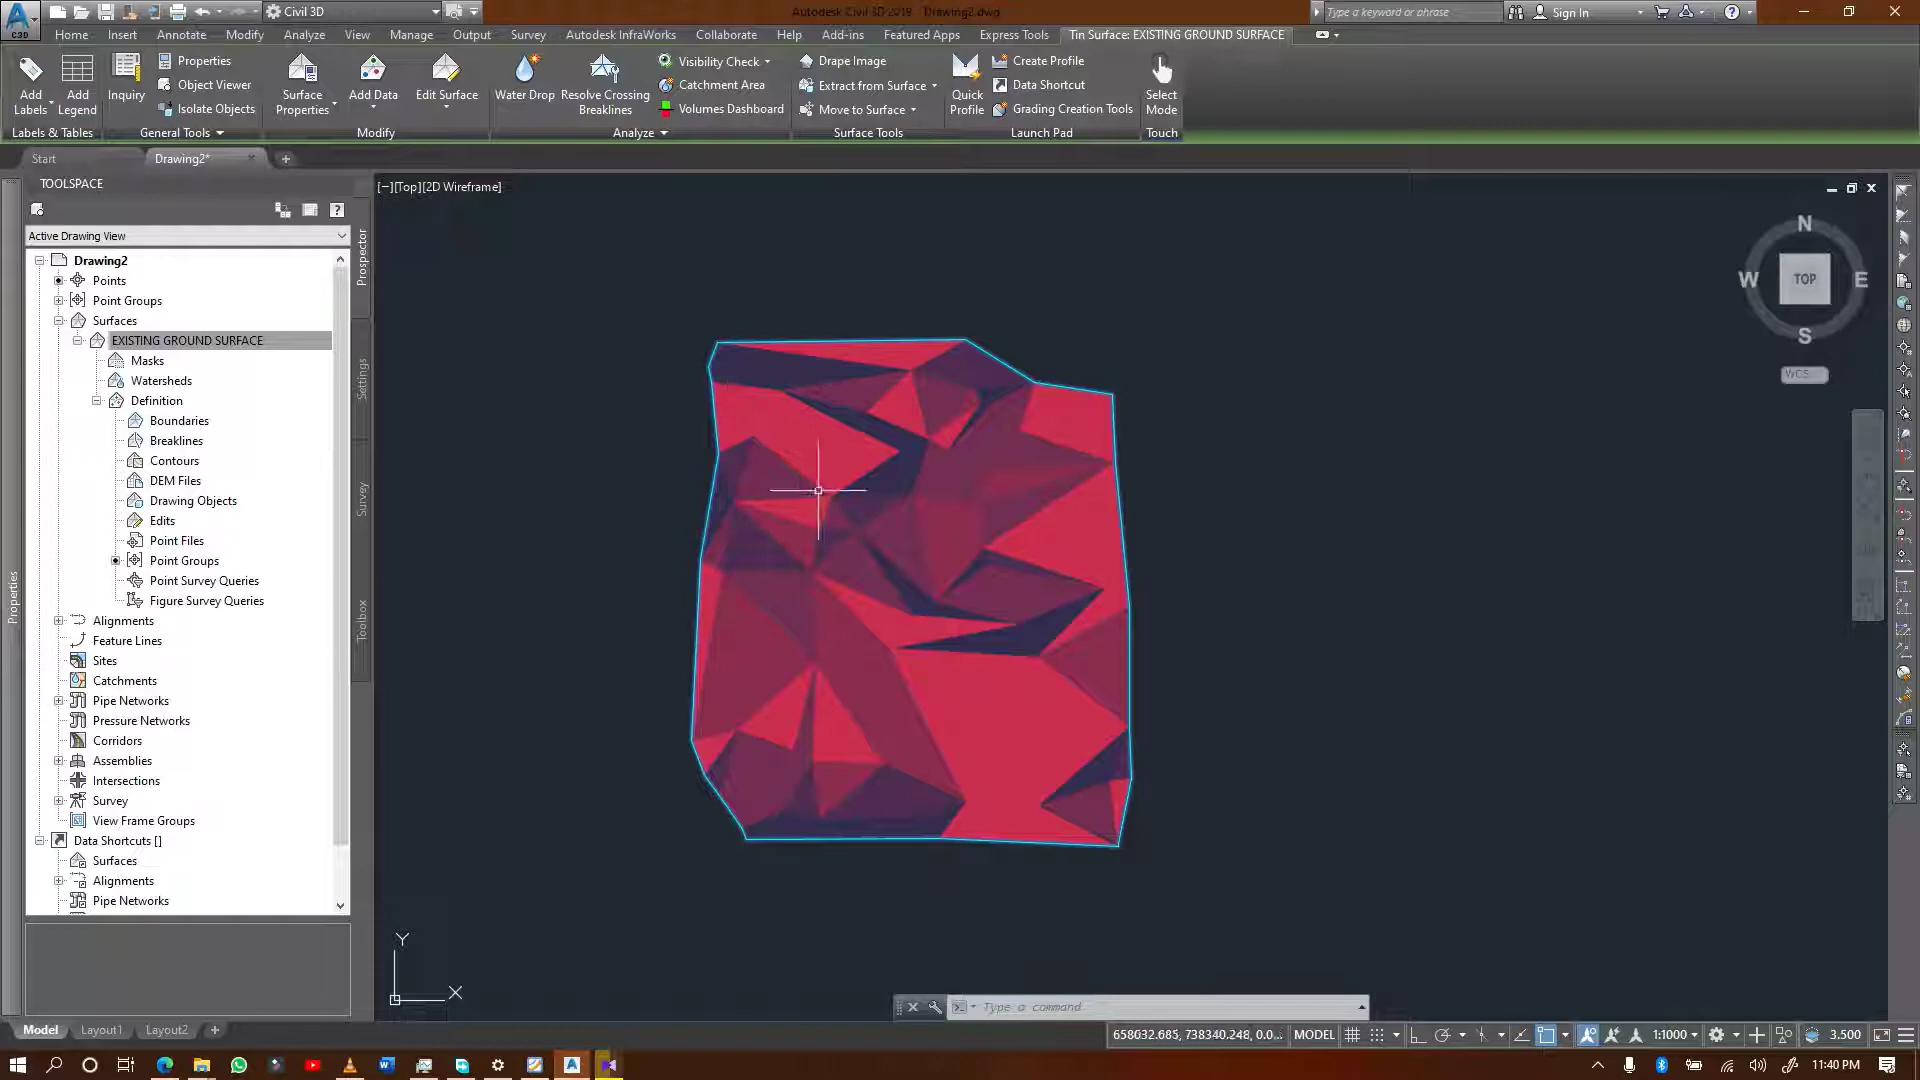 Civil 3D
Autodesk Civil 3D 2019   Drawing2.dwg
Type a keyword or phrase
Sign In
C3D
Home Insert Annotate Modify Analyze View Manage Output Survey Autodesk InfraWorks Collaborate Help Add-ins Featured Apps Express Tools Tin Surface: EXISTING GROUND SURFACE
Add Labels
Add Legend
Inquiry
Properties
Object Viewer
Isolate Objects
Surface Properties
Add Data
Edit Surface
Water Drop
Resolve Crossing Breaklines
Visibility Check
Catchment Area
Volumes Dashboard
Drape Image
Extract from Surface
Move to Surface
Quick Profile
Create Profile
Data Shortcut
Grading Creation Tools
Select Mode
Labels & Tables
General Tools
Modify
Analyze
Surface Tools
Launch Pad
Touch
Start
Drawing2*
TOOLSPACE
[−][Top][2D Wireframe]
Active Drawing View
Drawing2
Points
Point Groups
Surfaces
EXISTING GROUND SURFACE
Masks
Watersheds
Definition
Boundaries
Breaklines
Contours
DEM Files
Drawing Objects
Edits
Point Files
Point Groups
Point Survey Queries
Figure Survey Queries
Alignments
Feature Lines
Sites
Catchments
Pipe Networks
Pressure Networks
Corridors
Assemblies
Intersections
Survey
View Frame Groups
Data Shortcuts []
Surfaces
Alignments
Pipe Networks
Prospector
Settings
Survey
Toolbox
Properties
N
W
TOP
E
S
WCS
Y
X
Type a command
Model
Layout1
Layout2
658632.685, 738340.248, 0.0...
MODEL
1:1000
3.500
11:40 PM